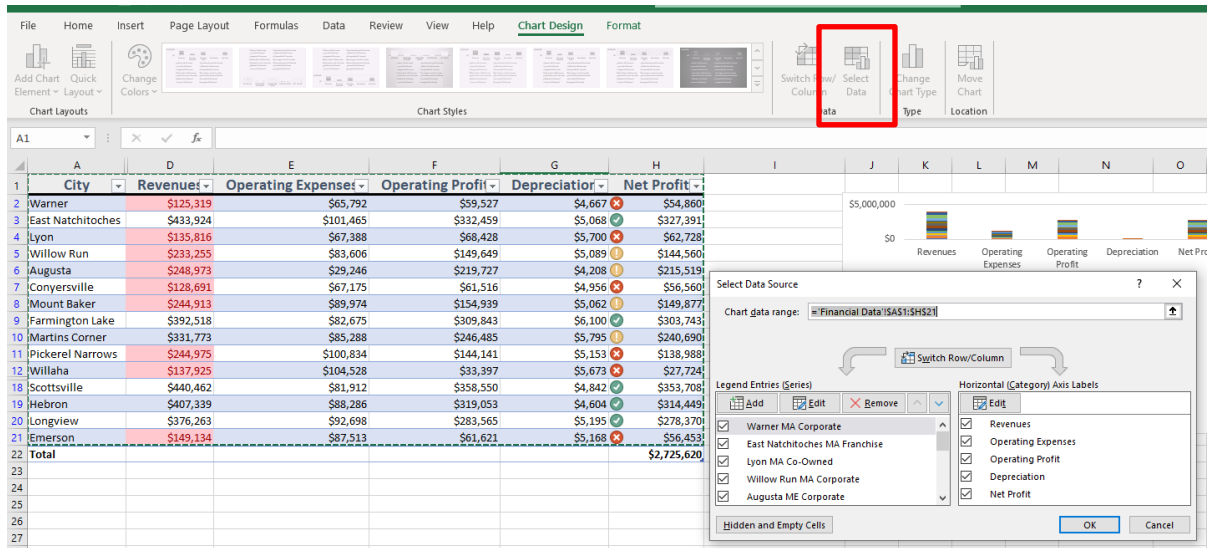 File Home Insert Page Layout Formulas Data Review View Help Chart Design Format
Add Chart Element Quick Layout Change Colors Switch Row/ Column Select Data Change Chart Type Move Chart
Chart Layouts Chart Styles Data Type Location
A1 fx
A D E F G H I J K L M N O
1 City Revenues Operating Expenses Operating Profit Depreciation Net Profit
2 Warner $125,319 $65,792 $59,527 $4,667 $54,860
3 East Natchitoches $433,924 $101,465 $332,459 $5,068 $327,391
4 Lyon $135,816 $67,388 $68,428 $5,700 $62,728
5 Willow Run $233,255 $83,606 $149,649 $5,089 $144,560
6 Augusta $248,973 $29,246 $219,727 $4,208 $215,519
7 Conyersville $128,691 $67,175 $61,516 $4,956 $56,560
8 Mount Baker $244,913 $89,974 $154,939 $5,062 $149,877
9 Farmington Lake $392,518 $82,675 $309,843 $6,100 $303,743
10 Martins Corner $331,773 $85,288 $246,485 $5,795 $240,690
11 Pickerel Narrows $244,975 $100,834 $144,141 $5,153 $138,988
12 Willaha $137,925 $104,528 $33,397 $5,673 $27,724
18 Scottsville $440,462 $81,912 $358,550 $4,842 $353,708
19 Hebron $407,339 $88,286 $319,053 $4,604 $314,449
20 Longview $376,263 $92,698 $283,565 $5,195 $278,370
21 Emerson $149,134 $87,513 $61,621 $5,168 $56,453
22 Total $2,725,620
23
24
25
26
27
$5,000,000
$0
Revenues Operating Expenses Operating Profit Depreciation Net Pro
Select Data Source ? ×
Chart data range: ='Financial Data'!$A$1:$H$21
Switch Row/Column
Legend Entries (Series) Horizontal (Category) Axis Labels
Add Edit Remove Edit
Warner MA Corporate Revenues
East Natchitoches MA Franchise Operating Expenses
Lyon MA Co-Owned Operating Profit
Willow Run MA Corporate Depreciation
Augusta ME Corporate Net Profit
Hidden and Empty Cells OK Cancel